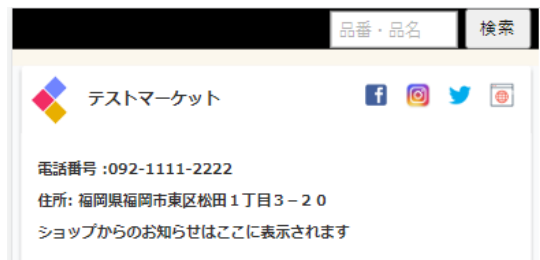 品番・品名 検索
テストマーケット
電話番号 :092-1111-2222
住所: 福岡県福岡市東区松田１丁目３−２０
ショップからのお知らせはここに表示されます